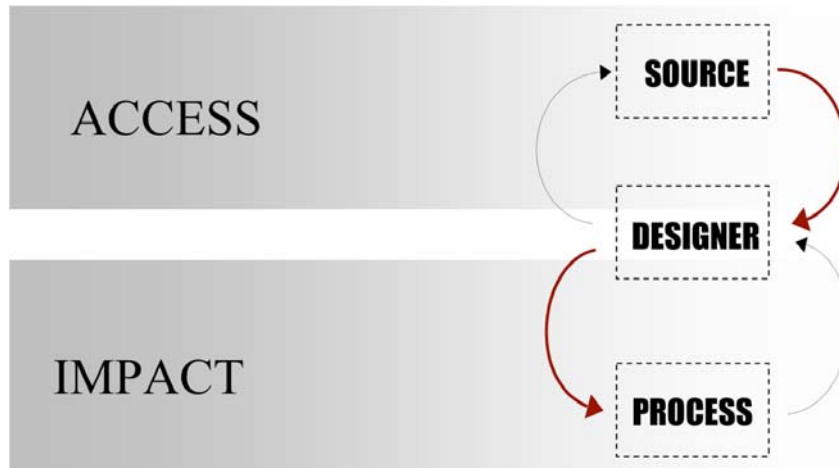 ACCESS
SOURCE
DESIGNER
IMPACT
PROCESS